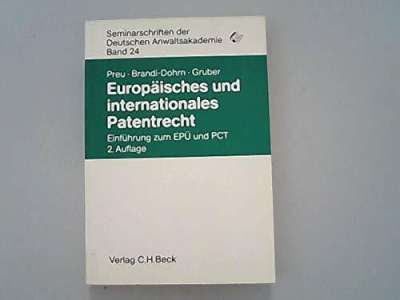 Seminarschriften der
Deutschen Anwaltsakademie
Band 24
Preu · Brandi-Dohrn · Gruber
Europäisches und
internationales
Patentrecht
Einführung zum EPÜ und PCT
2. Auflage
Verlag C.H.Beck